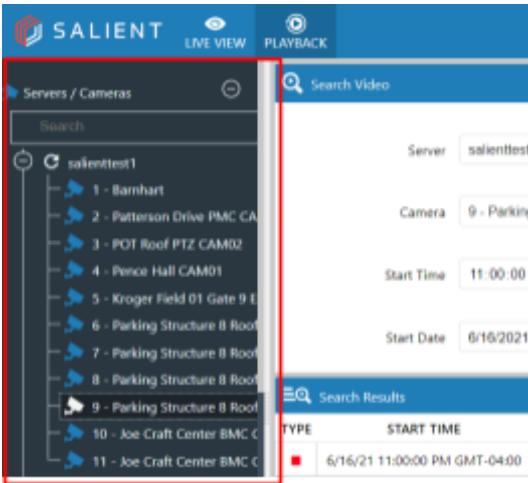 SALIENT
LIVE VIEW
PLAYBACK
Servers / Cameras
Search
salienttest1
1 - Barnhart
2 - Patterson Drive PMC CA
3 - POT Roof PTZ CAM02
4 - Pence Hall CAM01
5 - Kroger Field 01 Gate 9 E
6 - Parking Structure 8 Roof
7 - Parking Structure 8 Roof
8 - Parking Structure 8 Roof
9 - Parking Structure 8 Roof
10 - Joe Craft Center BMC C
11 - Joe Craft Center BMC C
Search Video
Server salienttest
Camera 9 - Parking
Start Time 11:00:00
Start Date 6/16/2021
Search Results
TYPE START TIME
6/16/21 11:00:00 PM GMT-04:00